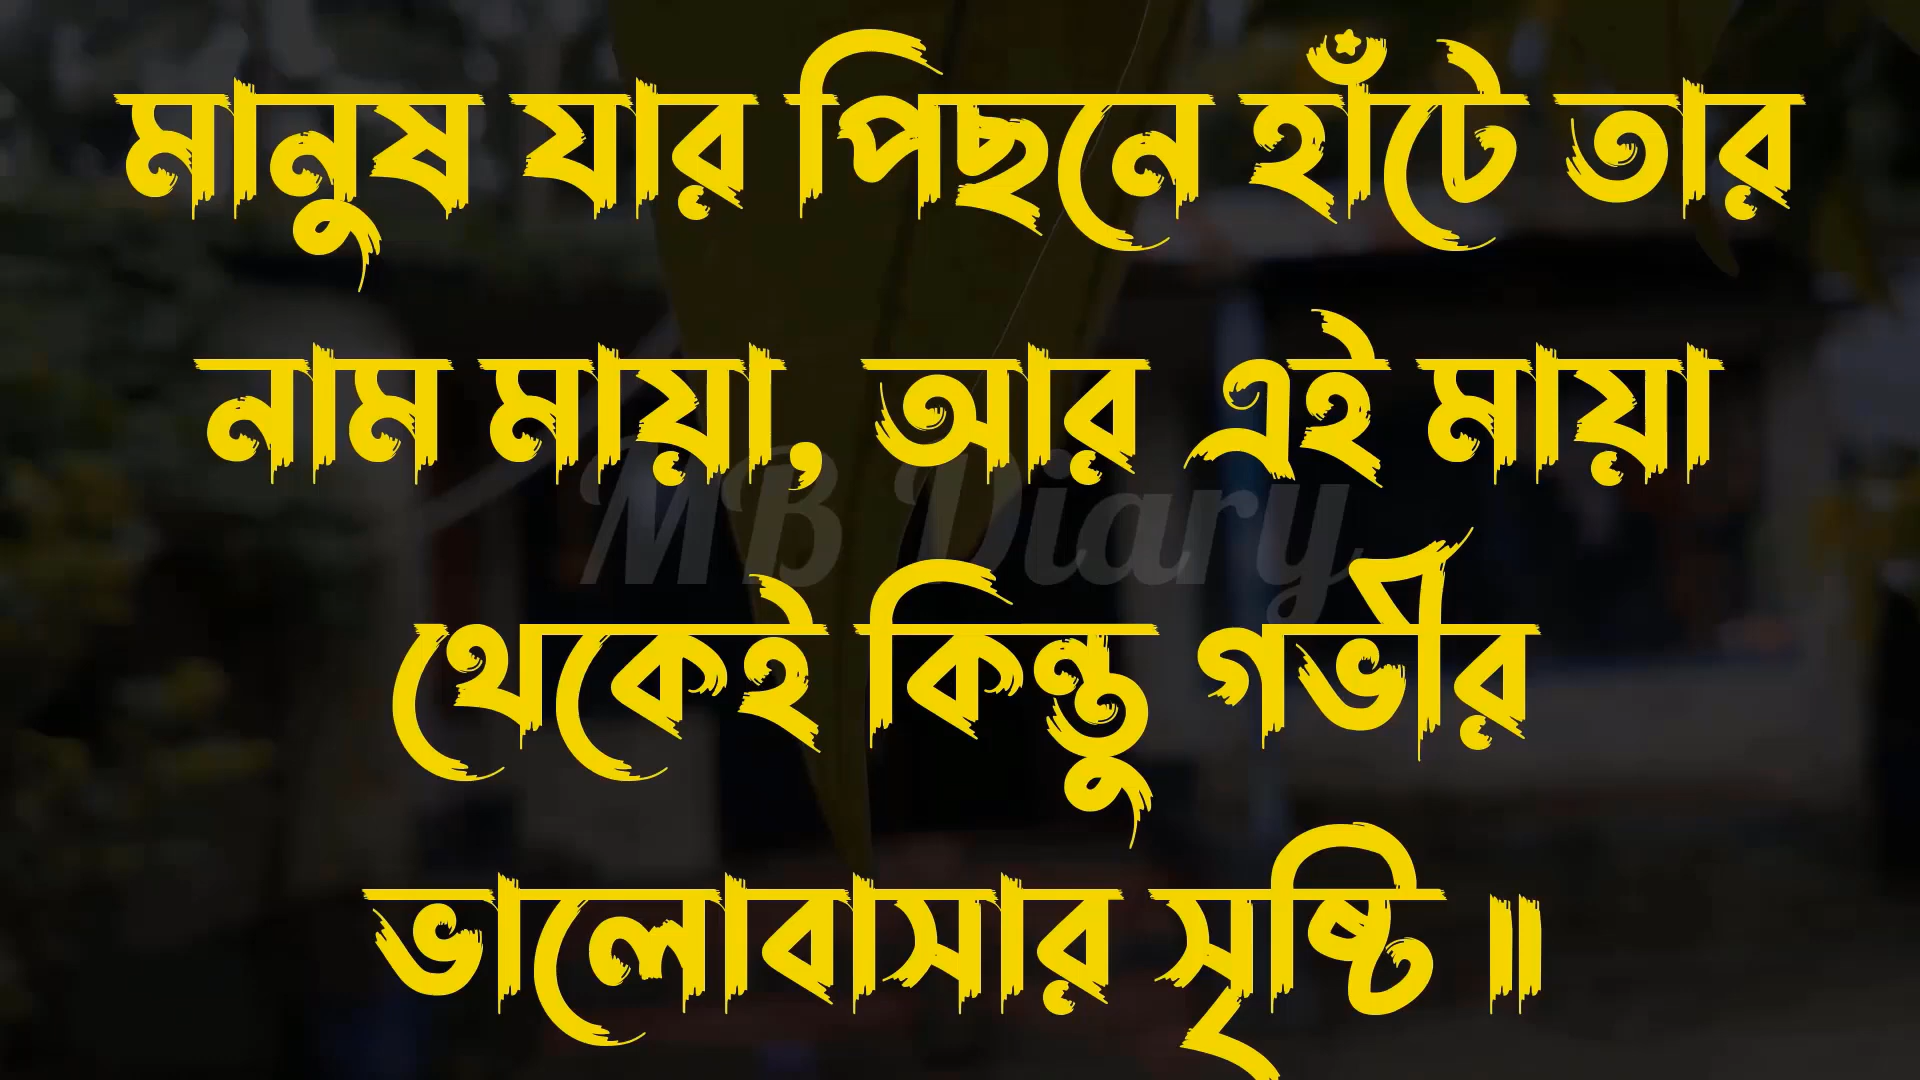 মানুষ যার পিছনে হাঁটে তার
নাম মায়া, আর এই মায়া
MB Diary
থেকেই কিন্তু গভীর
ভালোবাসার সৃষ্টি॥